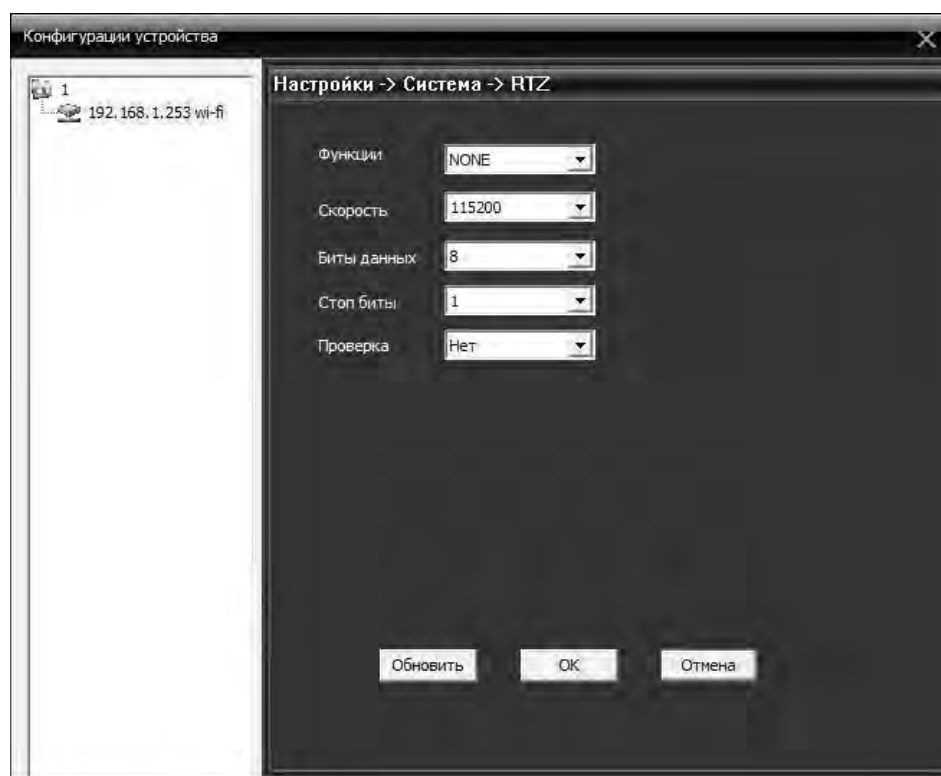 Конфигурации устройства
1
192.168.1.253 wi-fi
Настройки -> Система -> RTZ
Функции NONE
Скорость 115200
Биты данных 8
Стоп биты 1
Проверка Нет
Обновить OK Отмена